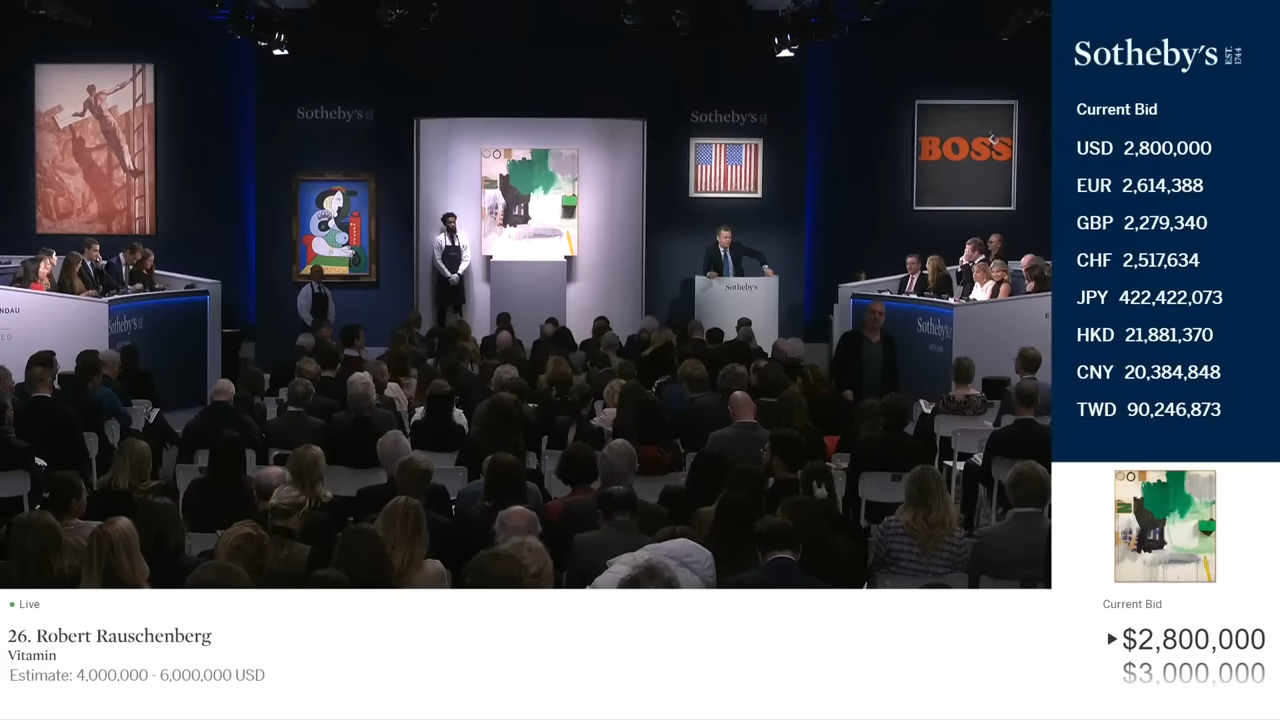 Sotheby's EST. 1744
Current Bid
USD 2,800,000
EUR 2,614,388
GBP 2,279,340
CHF 2,517,634
JPY 422,422,073
HKD 21,881,370
CNY 20,384,848
TWD 90,246,873
Sotheby's
Sotheby's
BOSS
Sotheby's
NDAU
ED
Sotheby's
Sotheby's
Live
26. Robert Rauschenberg
Vitamin
Estimate: 4,000,000 - 6,000,000 USD
Current Bid
$2,800,000
$3,000,000